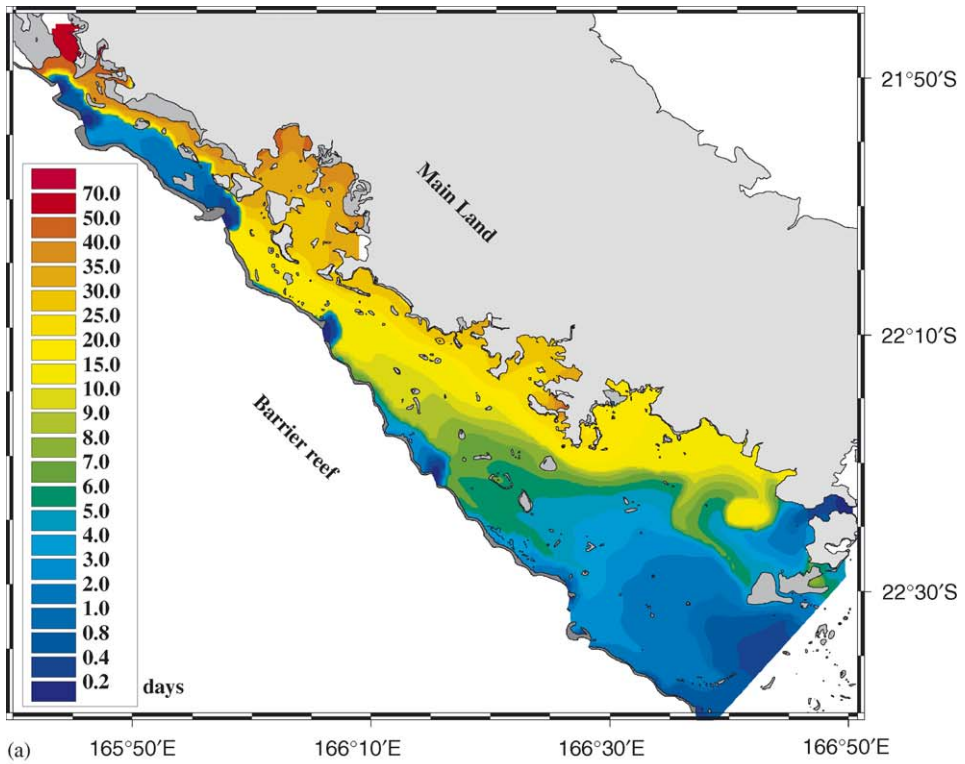 21°50'S
Main Land
70.0
50.0
40.0
35.0
30.0
25.0
20.0
15.0
10.0
9.0
8.0
7.0
6.0
5.0
4.0
3.0
2.0
1.0
0.8
0.4
0.2
days
22°10'S
Barrier reef
22°30'S
(a)
165°50'E
166°10'E
166°30'E
166°50'E